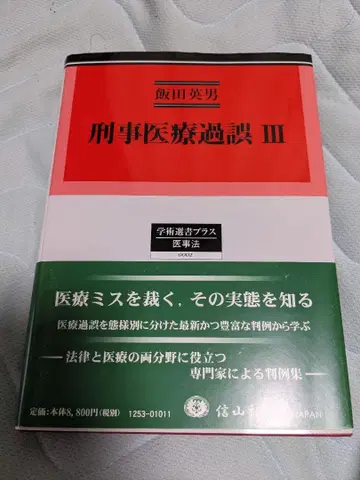 飯田英男
刑事医療過誤 III
学術選書プラス
医事法
0002
医療ミスを裁く，その実態を知る
医療過誤を態様別に分けた最新かつ豊富な判例から学ぶ
法律と医療の両分野に役立つ
専門家による判例集
定価：本体8,800円（税別） 1253-01011
信山
JAPAN